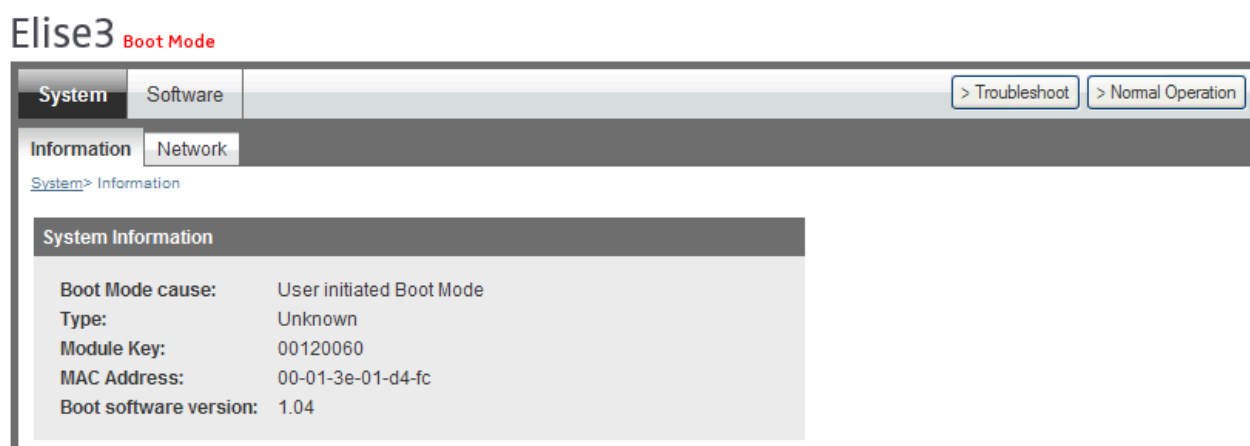 Elise3 Boot Mode
System Software > Troubleshoot > Normal Operation
Information Network
System> Information
System Information
Boot Mode cause: User initiated Boot Mode
Type: Unknown
Module Key: 00120060
MAC Address: 00-01-3e-01-d4-fc
Boot software version: 1.04